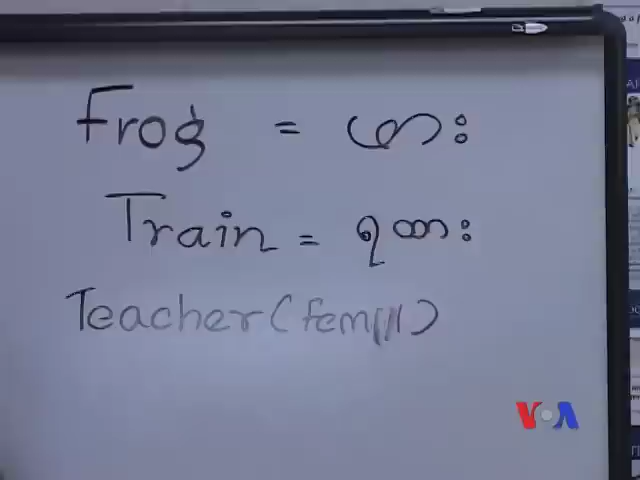 Frog = ဖား
Train = ရထား
Teacher (fem
VOA